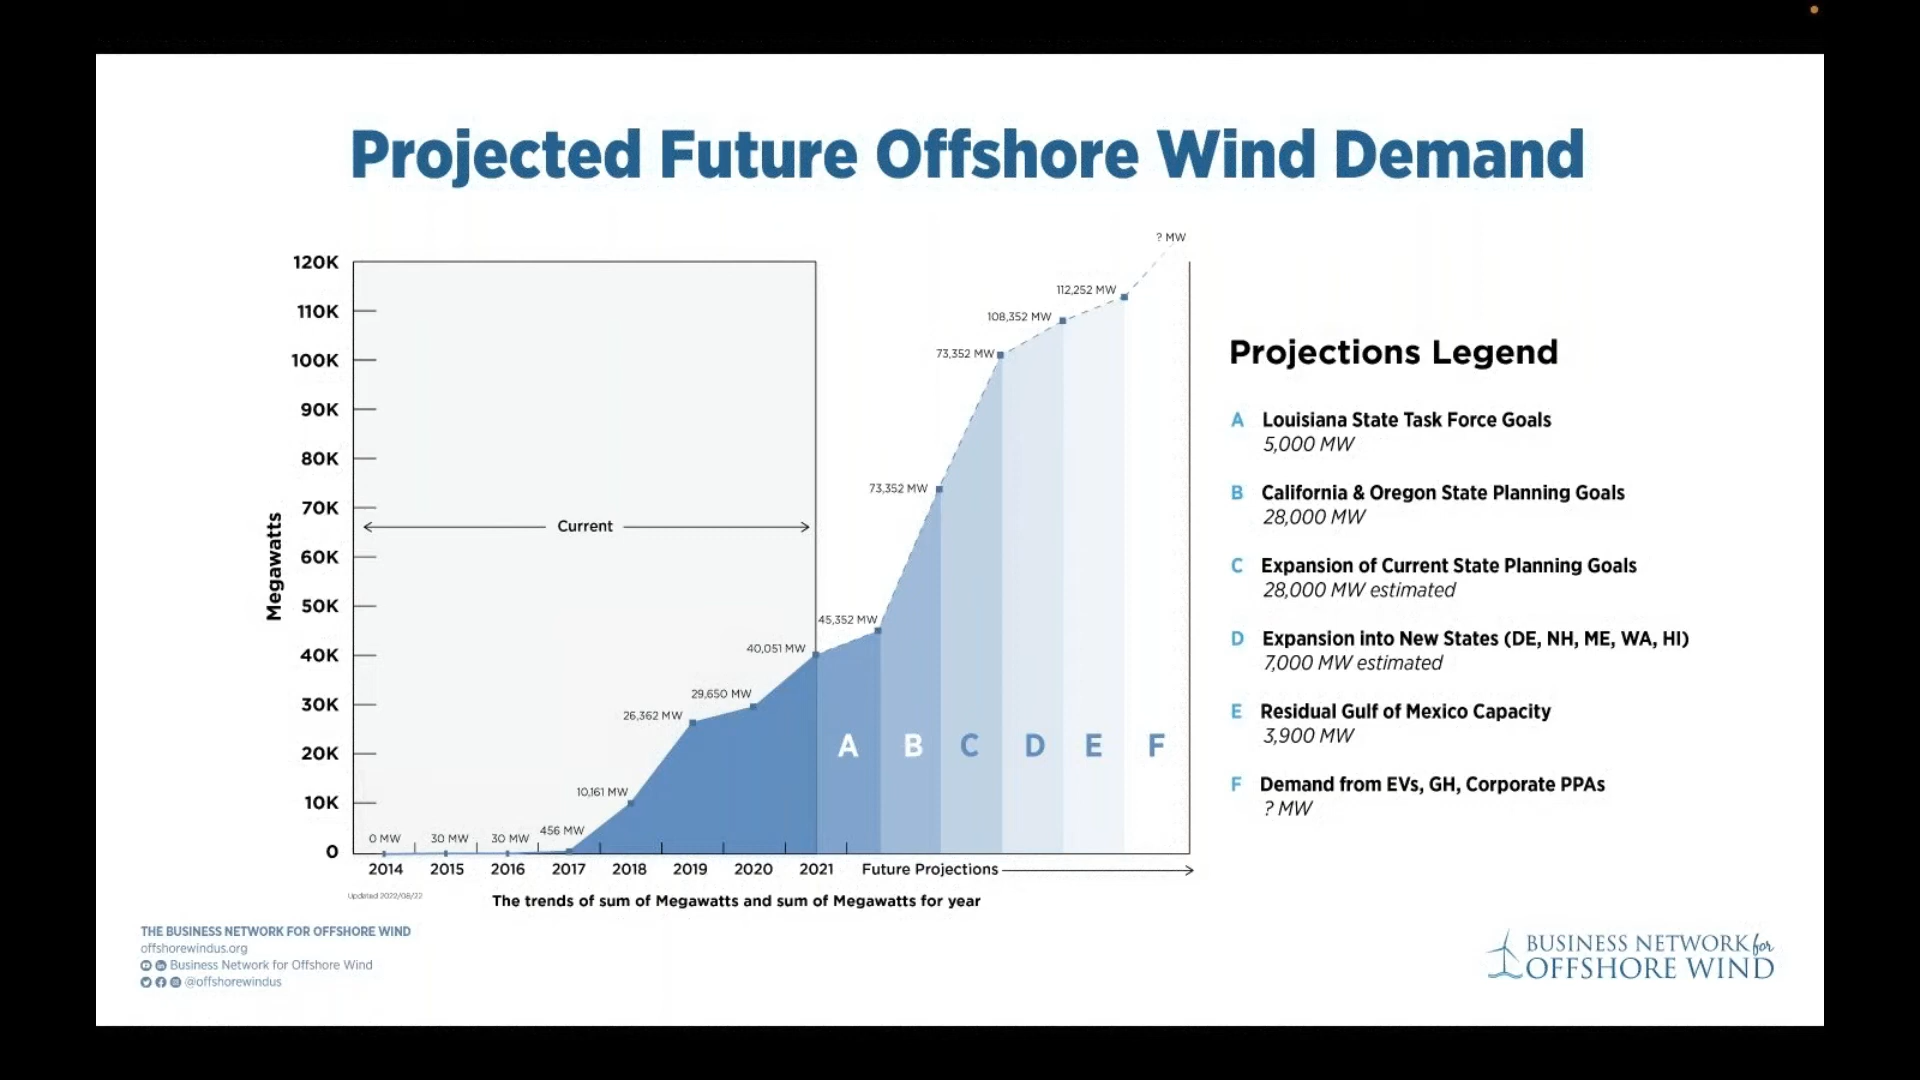 Projected Future Offshore Wind Demand
? MW
120K
112,252 MW
110K
108,352 MW
100K
73,352 MW
90K
80K
73,352 MW
70K
Current
60K
Megawatts
50K
45,352 MW
40K
40,051 MW
30K
29,650 MW
26,362 MW
20K
A B C D E F
10K
10,161 MW
0
0 MW 30 MW 30 MW 456 MW
2014 2015 2016 2017 2018 2019 2020 2021 Future Projections
Updated 2022/08/22
The trends of sum of Megawatts and sum of Megawatts for year
Projections Legend
A Louisiana State Task Force Goals
5,000 MW
B California & Oregon State Planning Goals
28,000 MW
C Expansion of Current State Planning Goals
28,000 MW estimated
D Expansion into New States (DE, NH, ME, WA, HI)
7,000 MW estimated
E Residual Gulf of Mexico Capacity
3,900 MW
F Demand from EVs, GH, Corporate PPAs
? MW
THE BUSINESS NETWORK FOR OFFSHORE WIND
offshorewindus.org
Business Network for Offshore Wind
@offshorewindus
BUSINESS NETWORK for
OFFSHORE WIND